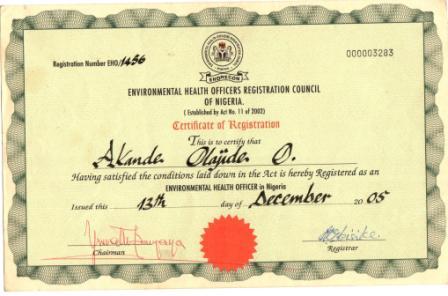 Registration Number EHO/1456
000003283
EHORECON
ENVIRONMENTAL HEALTH OFFICERS REGISTRATION COUNCIL
OF NIGERIA.
( Established by Act No. 11 of 2002)
Certificate of Registration
This is to certify that
Akande Olajide O.
Having satisfied the conditions laid down in the Act is hereby Registered as an
ENVIRONMENTAL HEALTH OFFICER in Nigeria
Issued this 13th day of December 2005
Chairman
Registrar